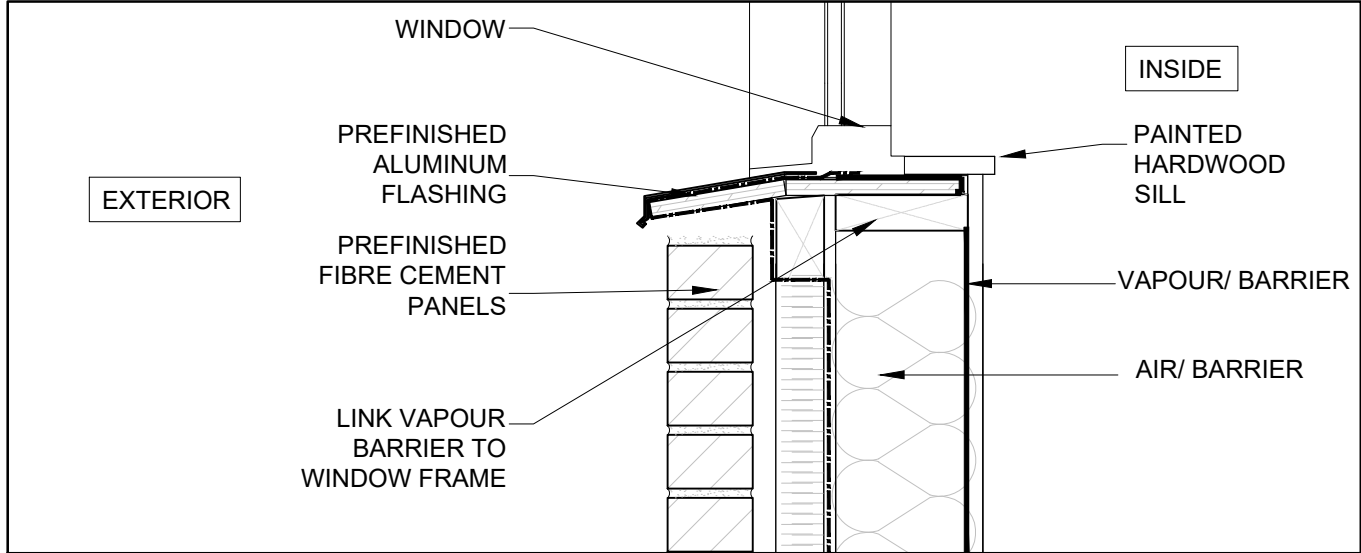 WINDOW
INSIDE
PREFINISHED
ALUMINUM
FLASHING
PAINTED
HARDWOOD
SILL
EXTERIOR
PREFINISHED
FIBRE CEMENT
PANELS
VAPOUR/ BARRIER
AIR/ BARRIER
LINK VAPOUR
BARRIER TO
WINDOW FRAME